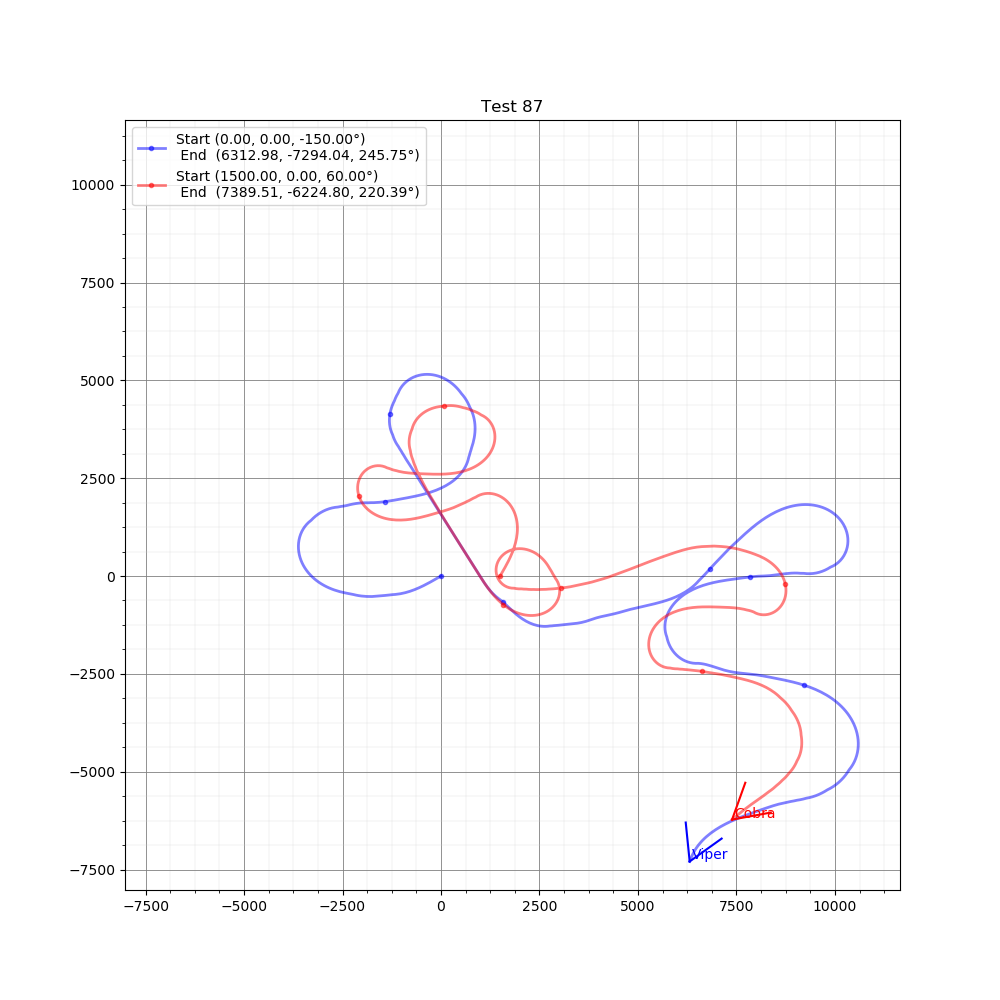 Test 87
Start (0.00, 0.00, -150.00°)
End (6312.98, -7294.04, 245.75°)
Start (1500.00, 0.00, 60.00°)
End (7389.51, -6224.80, 220.39°)
10000
7500
5000
2500
0
−2500
−5000
−7500
Cobra
Viper
−7500 −5000 −2500 0 2500 5000 7500 10000